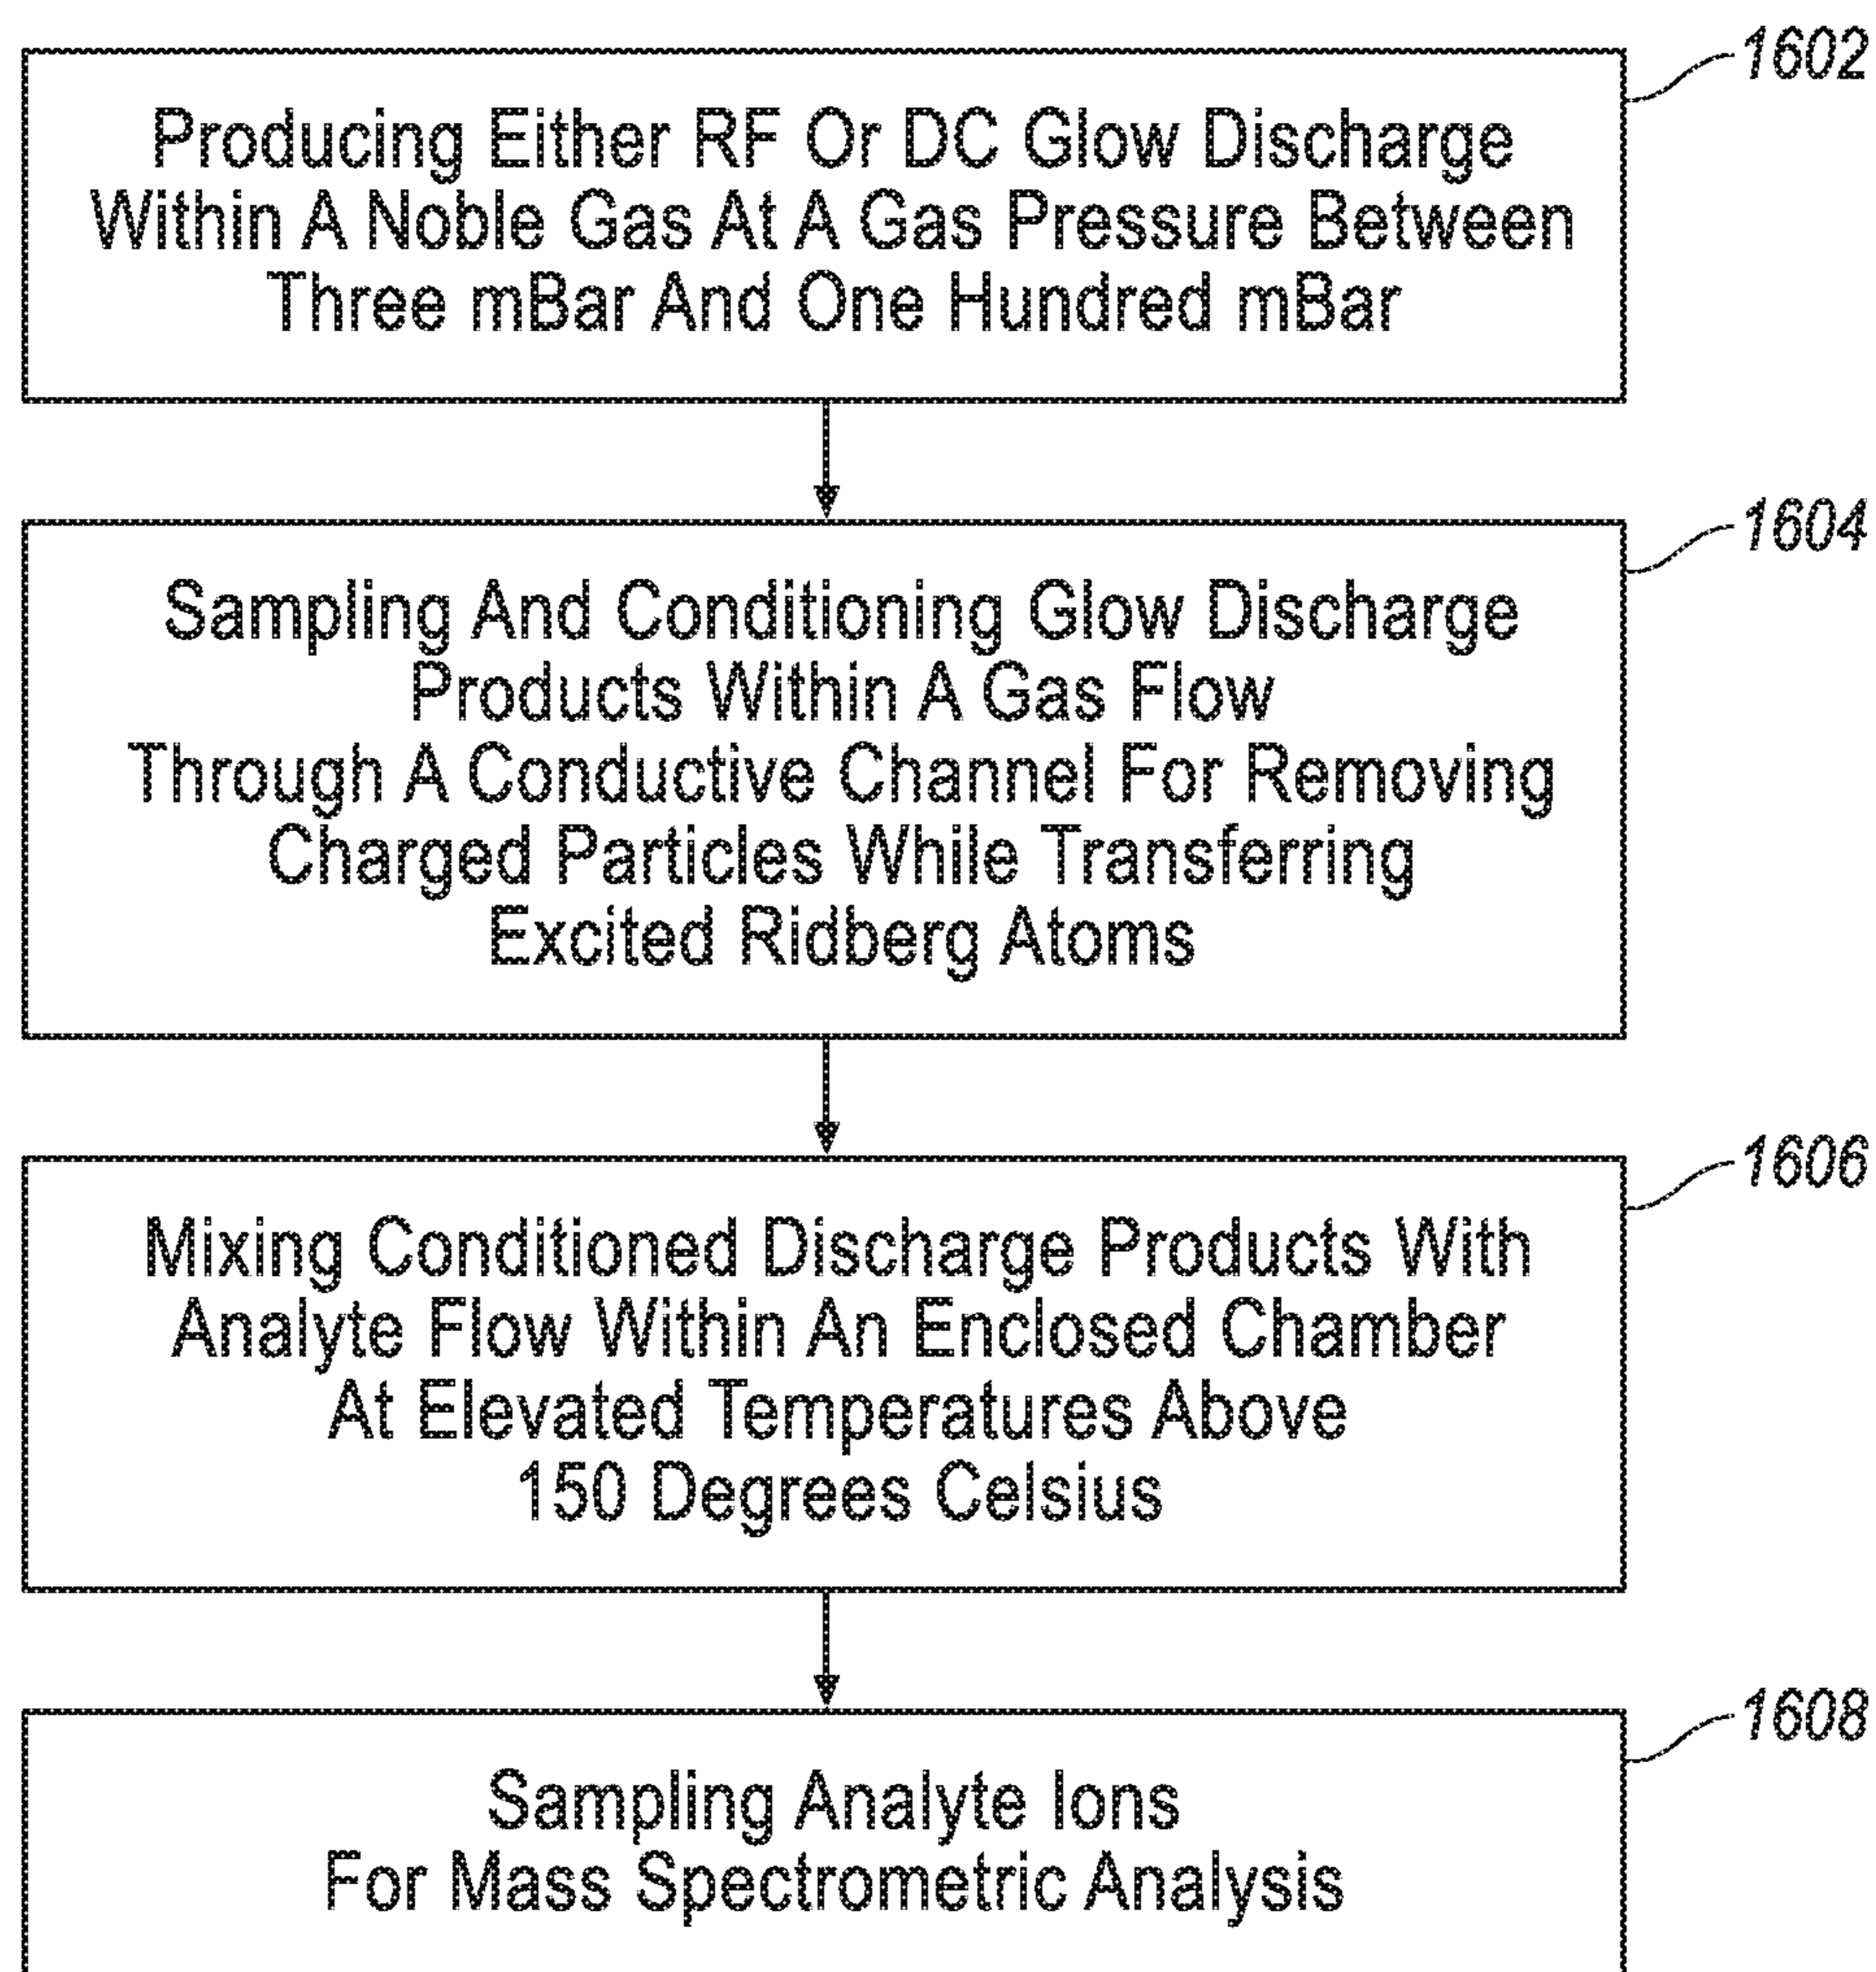 1602
Producing Either RF Or DC Glow Discharge
Within A Noble Gas At A Gas Pressure Between
Three mBar And One Hundred mBar
1604
Sampling And Conditioning Glow Discharge
Products Within A Gas Flow
Through A Conductive Channel For Removing
Charged Particles While Transferring
Excited Ridberg Atoms
1606
Mixing Conditioned Discharge Products With
Analyte Flow Within An Enclosed Chamber
At Elevated Temperatures Above
150 Degrees Celsius
1608
Sampling Analyte Ions
For Mass Spectrometric Analysis